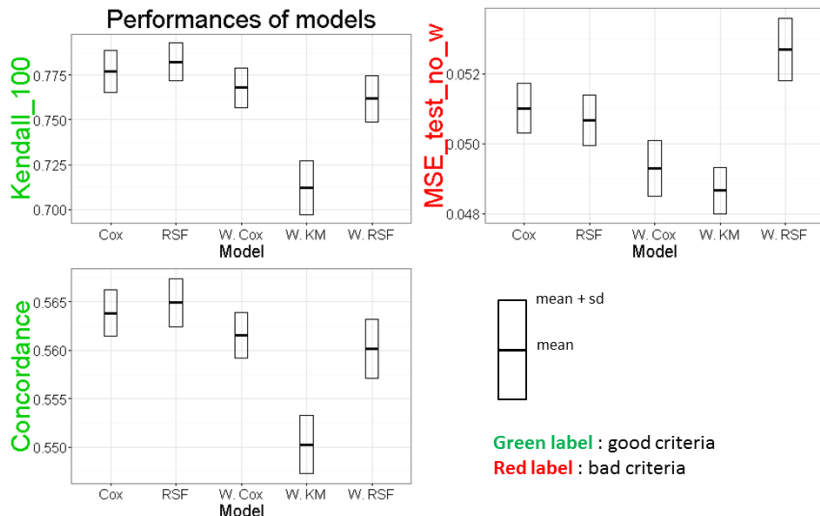 Performances of models
Kendall_100
0.775
0.750
0.725
0.700
Cox RSF W. Cox W. KM W. RSF
Model
MSE_test_no_w
0.052
0.050
0.048
Cox RSF W. Cox W. KM W. RSF
Model
Concordance
0.565
0.560
0.555
0.550
Cox RSF W. Cox W. KM W. RSF
Model
mean + sd
mean
Green label : good criteria
Red label : bad criteria